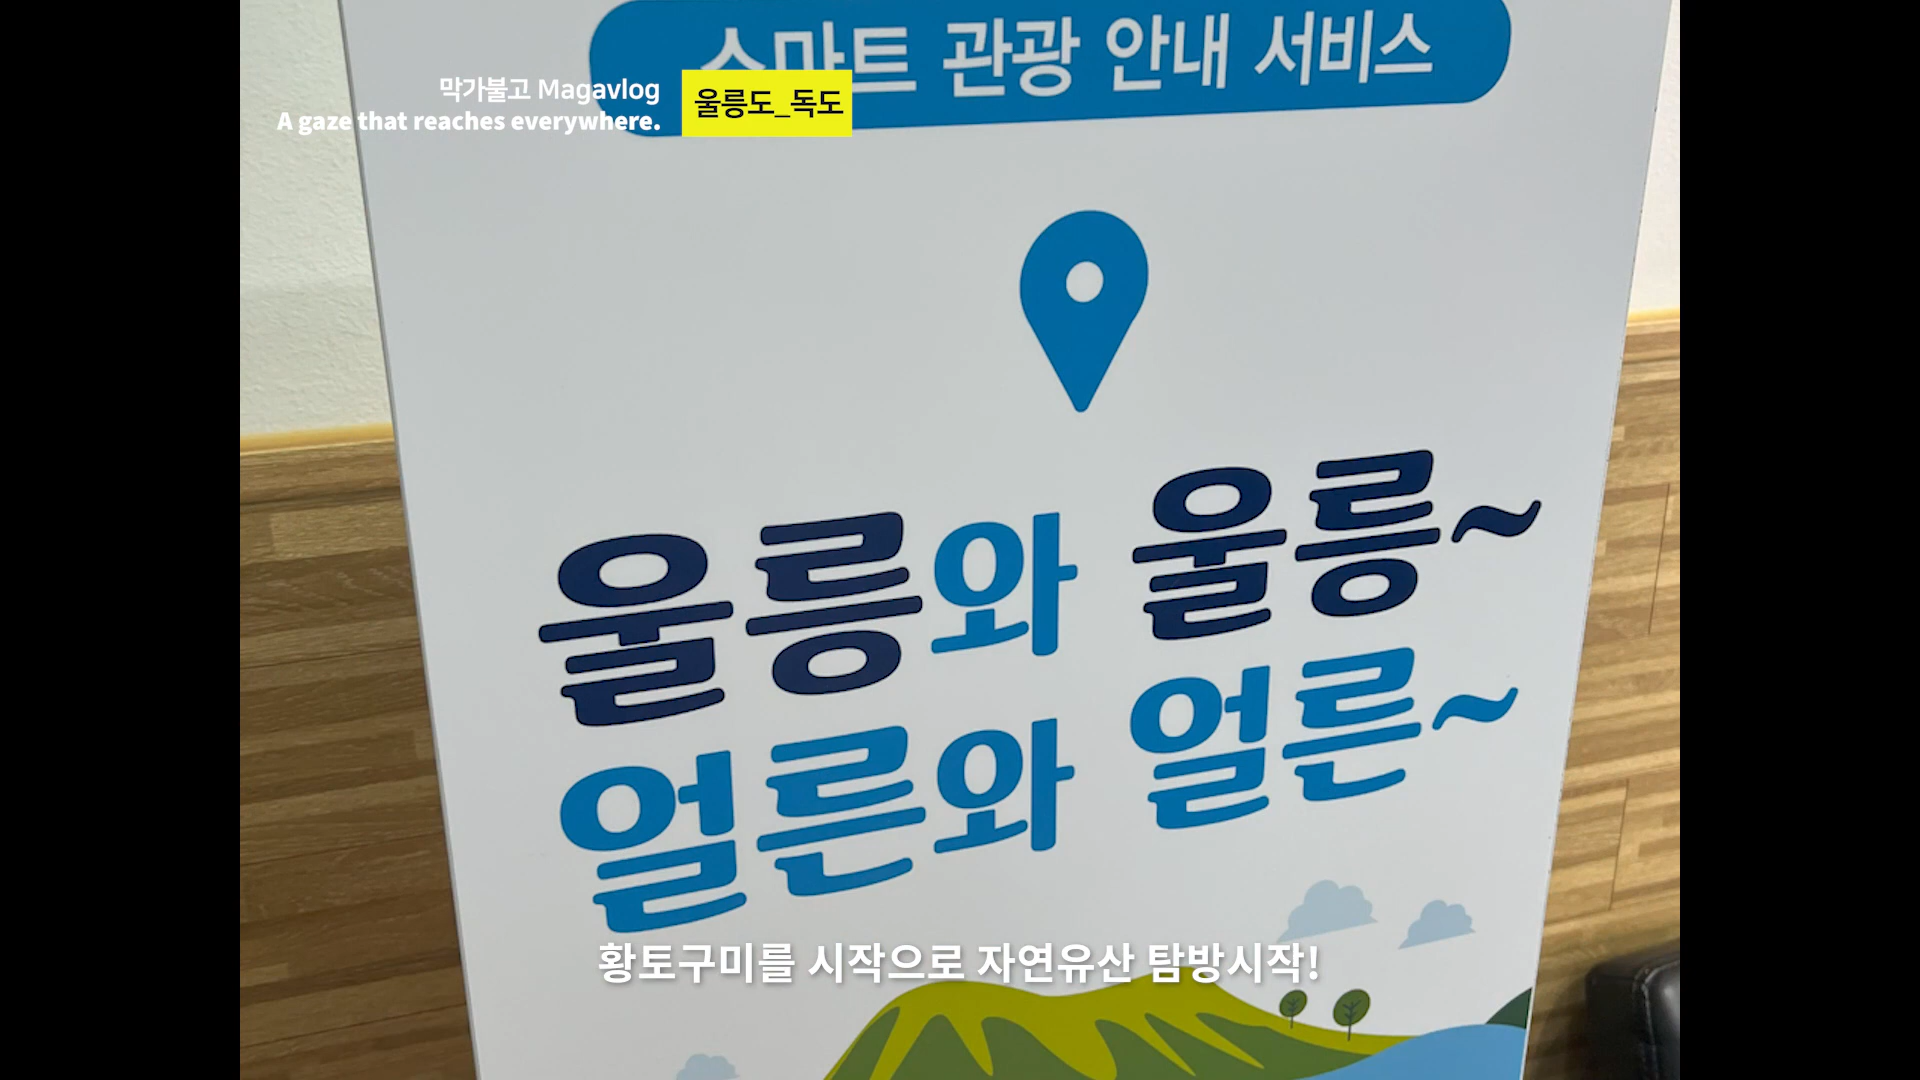 스마트 관광 안내 서비스
막가불고 Magavlog
A gaze that reaches everywhere.
울릉도_독도
울릉와 울릉~
얼른와 얼른~
황토구미를 시작으로 자연유산 탐방시작!